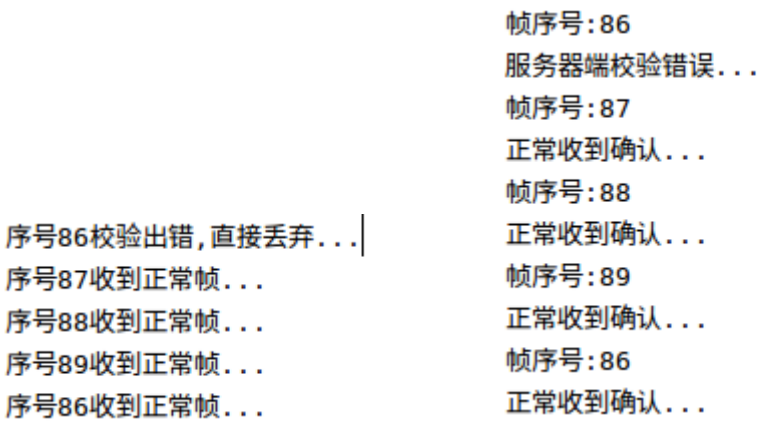 序号86校验出错,直接丢弃...
序号87收到正常帧...
序号88收到正常帧...
序号89收到正常帧...
序号86收到正常帧...
帧序号:86
服务器端校验错误...
帧序号:87
正常收到确认...
帧序号:88
正常收到确认...
帧序号:89
正常收到确认...
帧序号:86
正常收到确认...